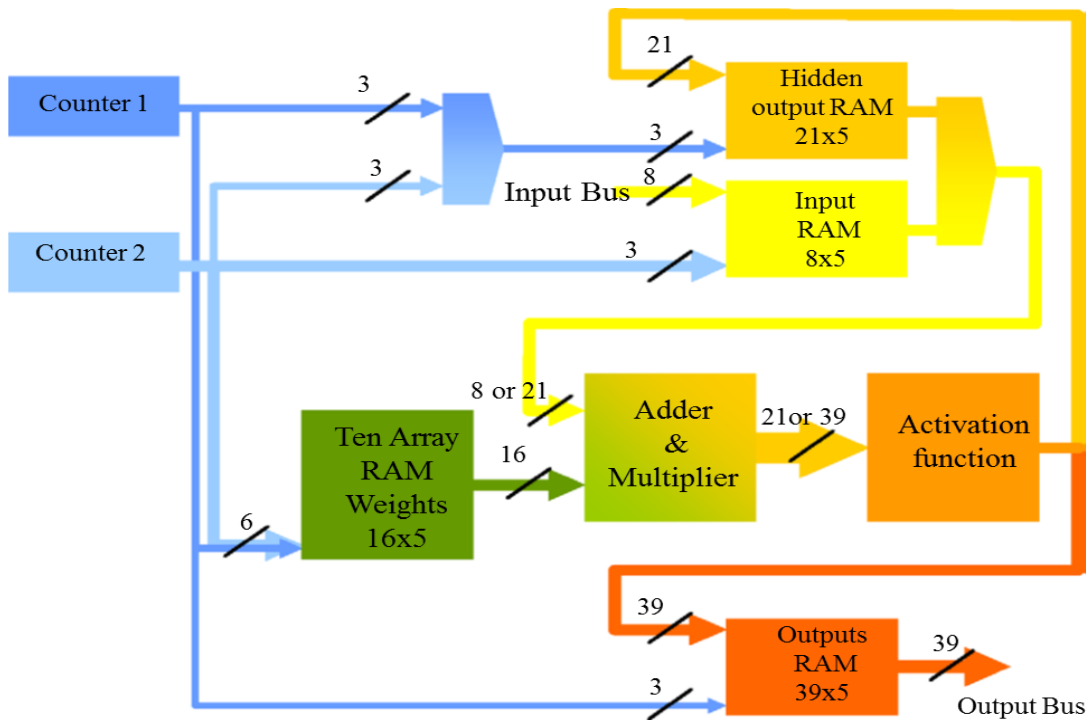 21
Hidden
output RAM
21x5
Counter 1
3
3
3
Input Bus
8
Input
RAM
8x5
Counter 2
3
8 or 21
Adder
&
Multiplier
21or 39
Activation
function
Ten Array
RAM
Weights
16x5
16
6
39
Outputs
RAM
39x5
39
3
Output Bus